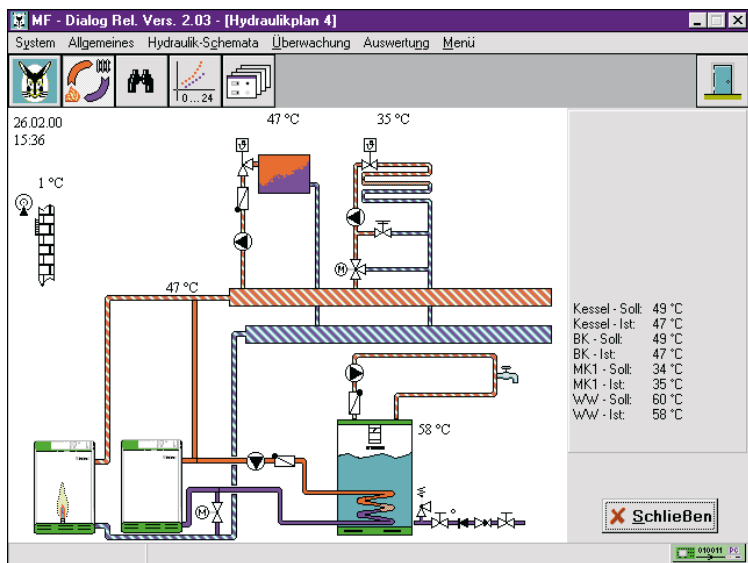 MF - Dialog Rel. Vers. 2.03 - [Hydraulikplan 4]
System Allgemeines Hydraulik-Schemata Überwachung Auswertung Menü
0 ... 24
26.02.00
15:36
47 °C
35 °C
1 °C
47 °C
M
58 °C
M
Kessel - Soll: 49 °C
Kessel - Ist: 47 °C
BK - Soll: 49 °C
BK - Ist: 47 °C
MK1 - Soll: 34 °C
MK1 - Ist: 35 °C
WW - Soll: 60 °C
WW - Ist: 58 °C
Schließen
010011 PC